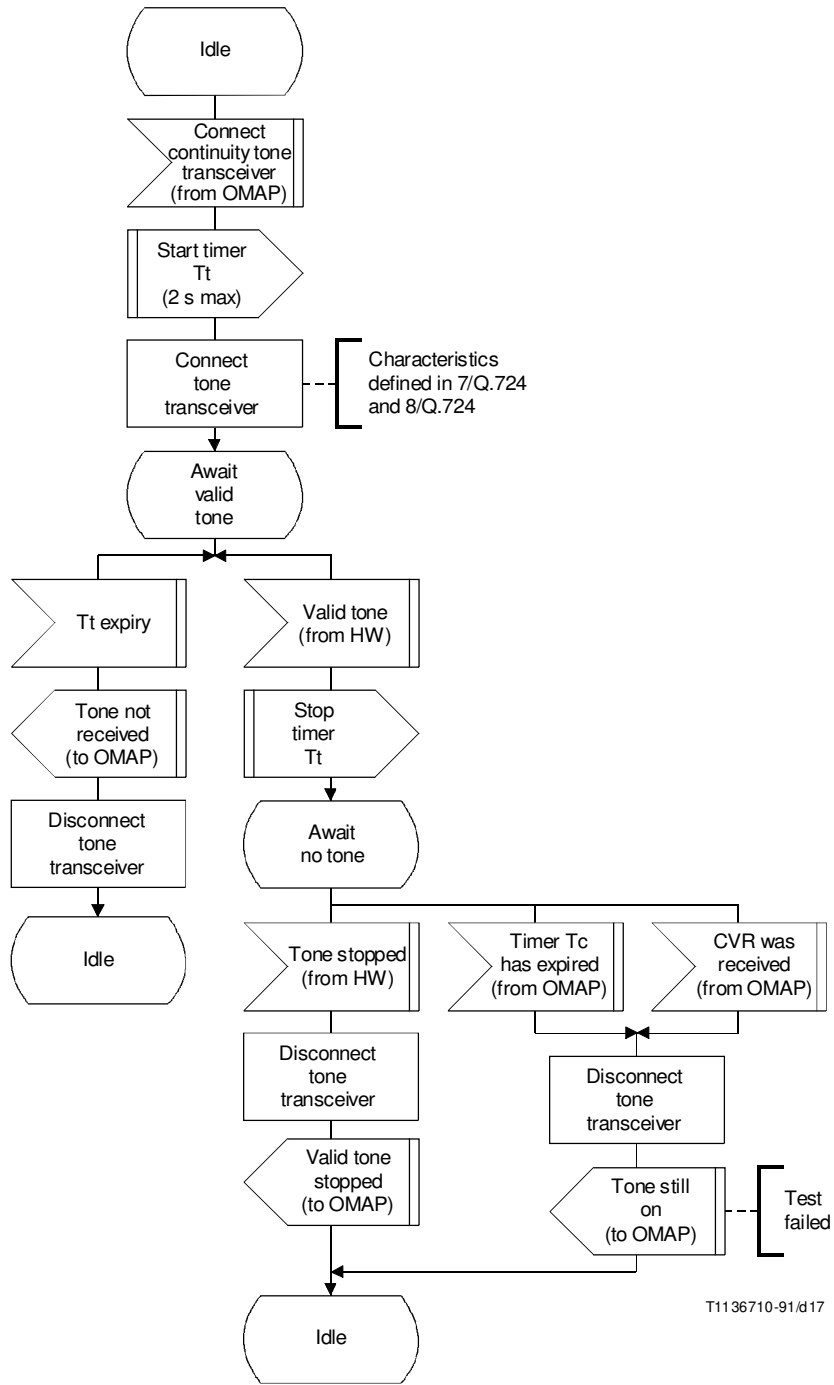 Idle
Connect
continuity tone
transceiver
(from OMAP)
Start timer
Tt
(2 s max)
Connect
tone
transceiver
Characteristics
defined in 7/Q.724
and 8/Q.724
Await
valid
tone
Tt expiry
Valid tone
(from HW)
Tone not
received
(to OMAP)
Stop
timer
Tt
Disconnect
tone
transceiver
Await
no tone
Idle
Tone stopped
(from HW)
Timer Tc
has expired
(from OMAP)
CVR was
received
(from OMAP)
Disconnect
tone
transceiver
Disconnect
tone
transceiver
Valid tone
stopped
(to OMAP)
Tone still
on
(to OMAP)
Test
failed
Idle
T1136710-91/d17